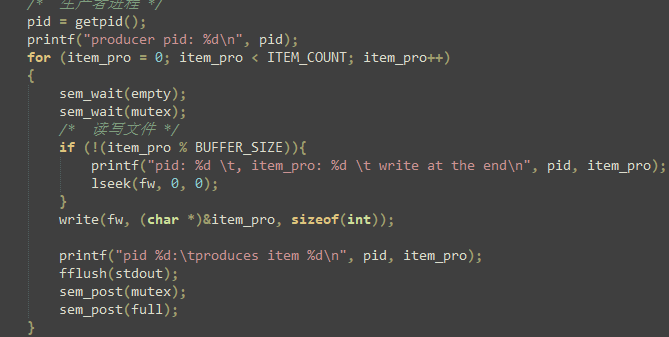 /* 生产者进程 */
pid = getpid();
printf("producer pid: %d\n", pid);
for (item_pro = 0; item_pro < ITEM_COUNT; item_pro++)
{
sem_wait(empty);
sem_wait(mutex);
/* 读写文件 */
if (!(item_pro % BUFFER_SIZE)){
printf("pid: %d \t, item_pro: %d \t write at the end\n", pid, item_pro);
lseek(fw, 0, 0);
}
write(fw, (char *)&item_pro, sizeof(int));
printf("pid %d:\tproduces item %d\n", pid, item_pro);
fflush(stdout);
sem_post(mutex);
sem_post(full);
}